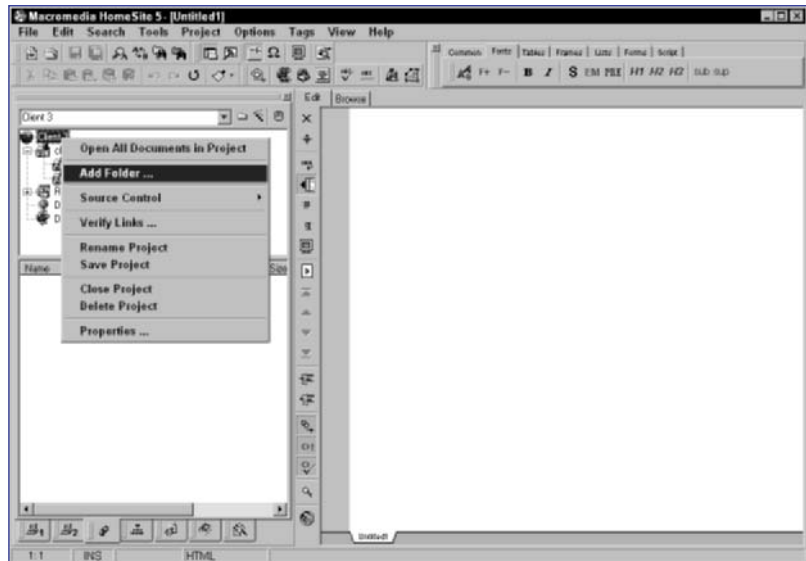 Macromedia HomeSite 5 - [Untitled1]
File Edit Search Tools Project Options Tags View Help
Common Fonts Tables Frames Lists Forms Script
F+ F- B I S EM PRE H1 H2 H2 sub sup
Edit Browse
Client 3
Client 3
Open All Documents in Project
Add Folder ...
Source Control
Verify Links ...
Rename Project
Save Project
Close Project
Delete Project
Properties ...
Name
Size
Untitled1
1:1 INS HTML